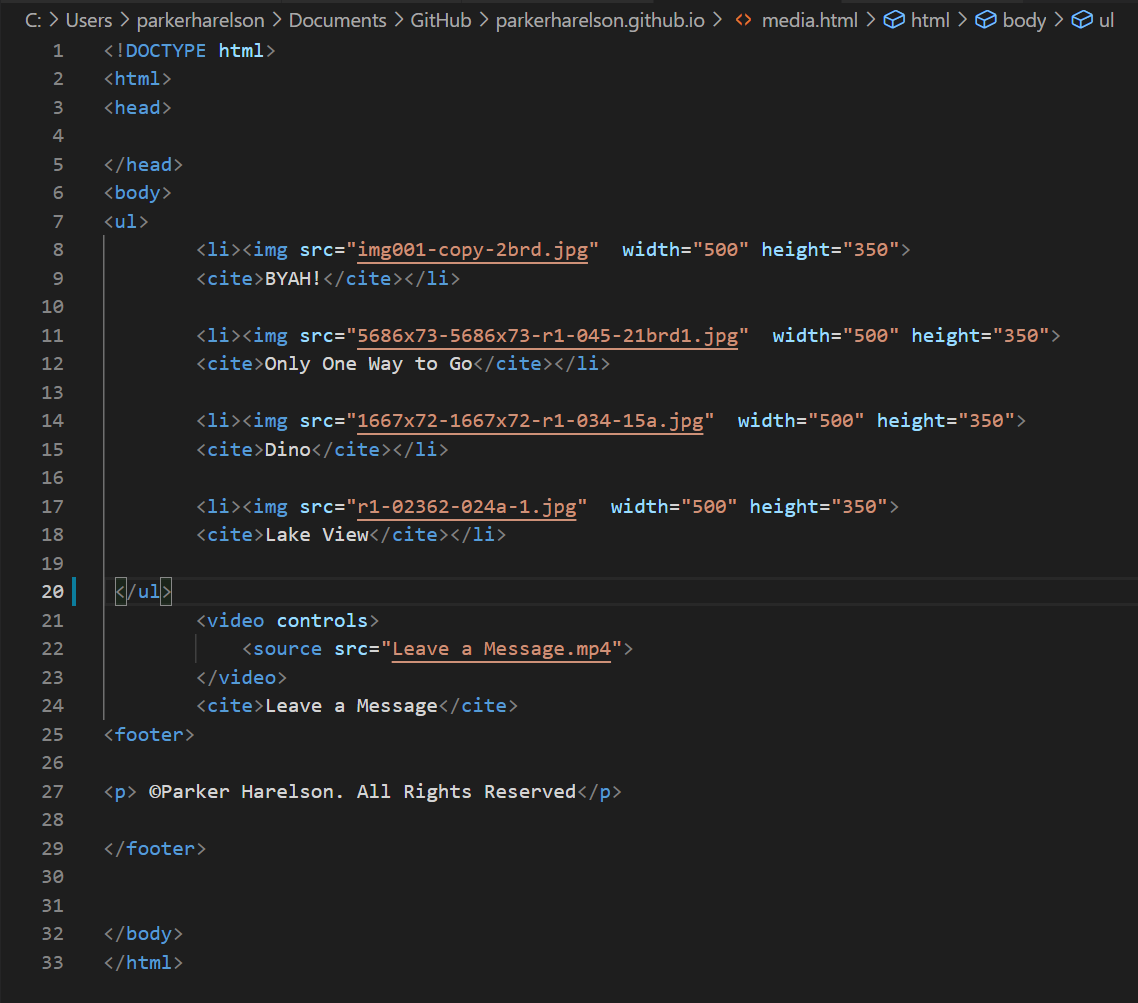 C: > Users > parkerharelson > Documents > GitHub > parkerharelson.github.io > <> media.html > html > body > ul
1 <!DOCTYPE html>
2 <html>
3 <head>
4
5 </head>
6 <body>
7 <ul>
8 <li><img src="img001-copy-2brd.jpg"  width="500" height="350">
9 <cite>BYAH!</cite></li>
10
11 <li><img src="5686x73-5686x73-r1-045-21brd1.jpg"  width="500" height="350">
12 <cite>Only One Way to Go</cite></li>
13
14 <li><img src="1667x72-1667x72-r1-034-15a.jpg"  width="500" height="350">
15 <cite>Dino</cite></li>
16
17 <li><img src="r1-02362-024a-1.jpg"  width="500" height="350">
18 <cite>Lake View</cite></li>
19
20 </ul>
21 <video controls>
22 <source src="Leave a Message.mp4">
23 </video>
24 <cite>Leave a Message</cite>
25 <footer>
26
27 <p> ©Parker Harelson. All Rights Reserved</p>
28
29 </footer>
30
31
32 </body>
33 </html>